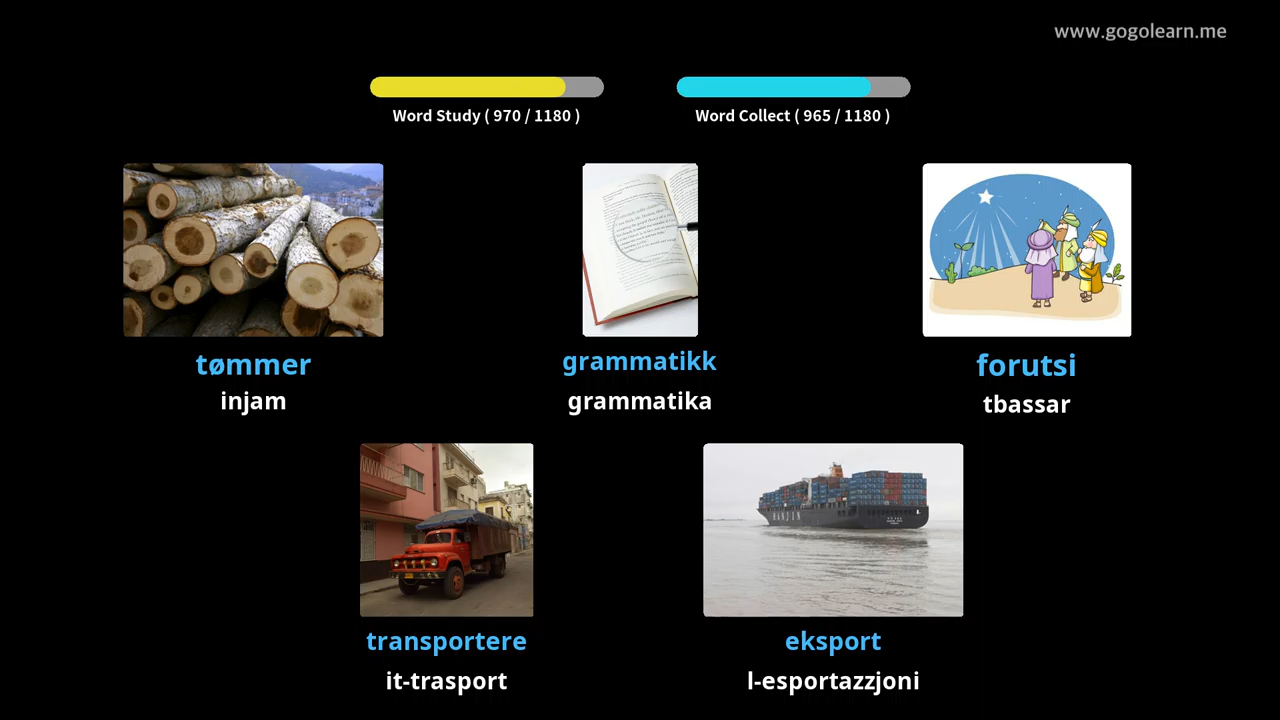 www.gogolearn.me
Word Study ( 970 / 1180 )
Word Collect ( 965 / 1180 )
tømmer
injam
grammatikk
grammatika
forutsi
tbassar
transportere
it-trasport
HANJIN
eksport
l-esportazzjoni